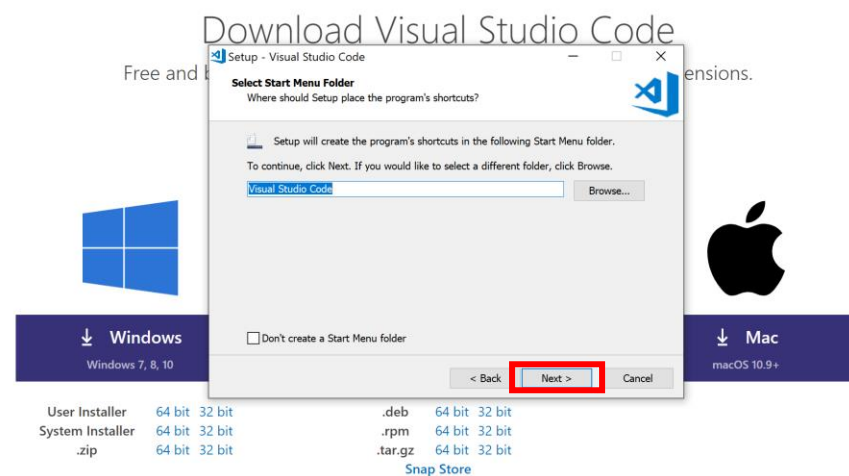 Download Visual Studio Code
Free and
ensions.
Setup - Visual Studio Code
Select Start Menu Folder
Where should Setup place the program's shortcuts?
Setup will create the program's shortcuts in the following Start Menu folder.
To continue, click Next. If you would like to select a different folder, click Browse.
Visual Studio Code
Browse...
Don't create a Start Menu folder
< Back
Next >
Cancel
Windows
Windows 7, 8, 10
Mac
macOS 10.9+
User Installer 64 bit 32 bit
System Installer 64 bit 32 bit
.zip 64 bit 32 bit
.deb 64 bit 32 bit
.rpm 64 bit 32 bit
.tar.gz 64 bit 32 bit
Snap Store